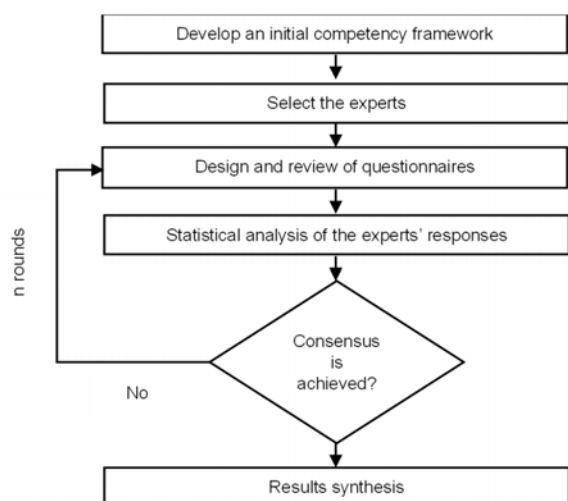 Develop an initial competency framework
Select the experts
Design and review of questionnaires
Statistical analysis of the experts' responses
n rounds
Consensus
is
achieved?
No
Results synthesis